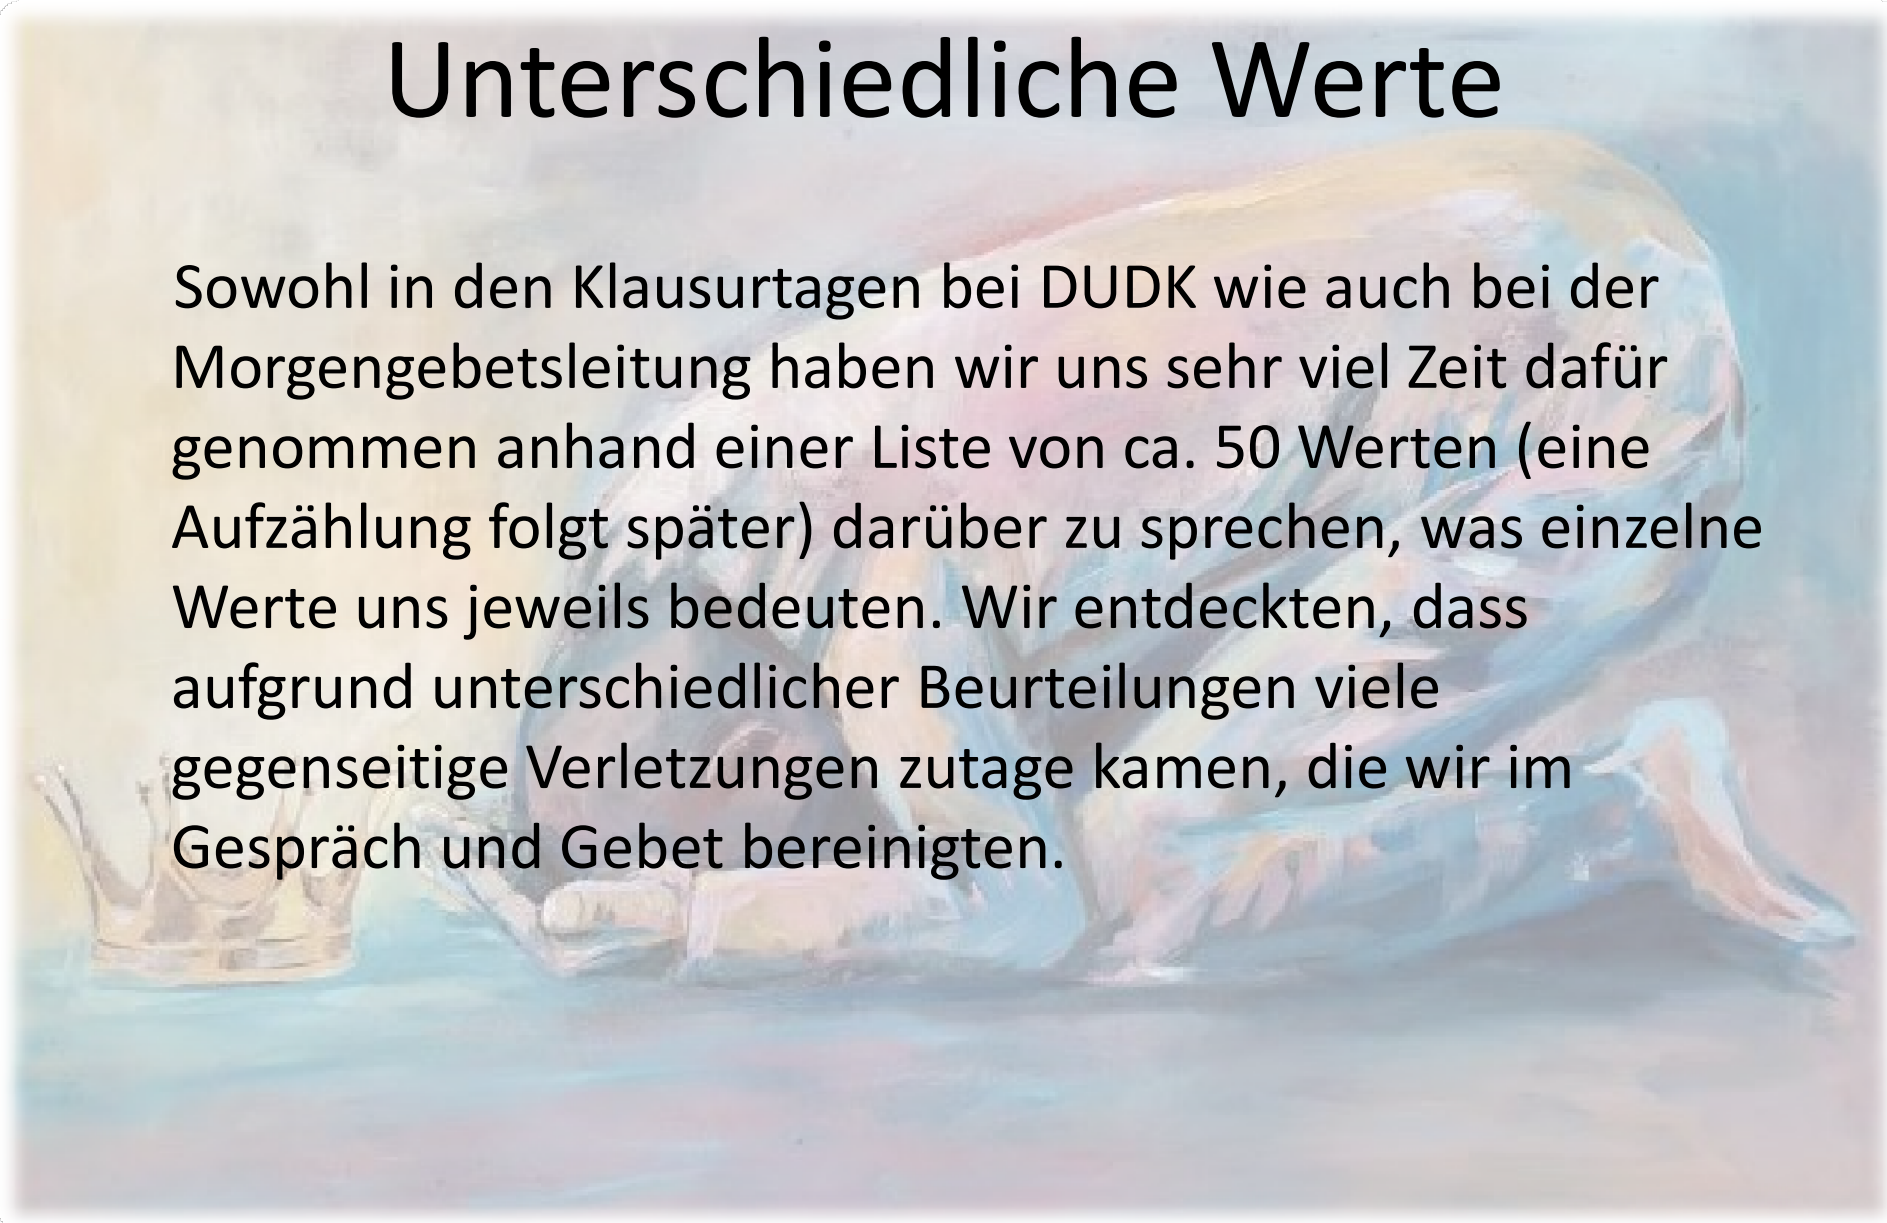 Unterschiedliche Werte
Sowohl in den Klausurtagen bei DUDK wie auch bei der
Morgengebetsleitung haben wir uns sehr viel Zeit dafür
genommen anhand einer Liste von ca. 50 Werten (eine
Aufzählung folgt später) darüber zu sprechen, was einzelne
Werte uns jeweils bedeuten. Wir entdeckten, dass
aufgrund unterschiedlicher Beurteilungen viele
gegenseitige Verletzungen zutage kamen, die wir im
Gespräch und Gebet bereinigten.